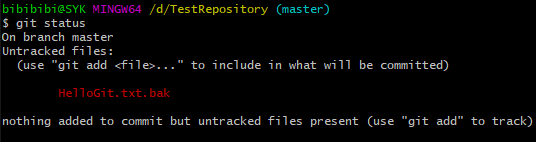 bibibibi@SYK MINGW64 /d/TestRepository (master)
$ git status
On branch master
Untracked files:
  (use "git add <file>..." to include in what will be committed)
        HelloGit.txt.bak
nothing added to commit but untracked files present (use "git add" to track)